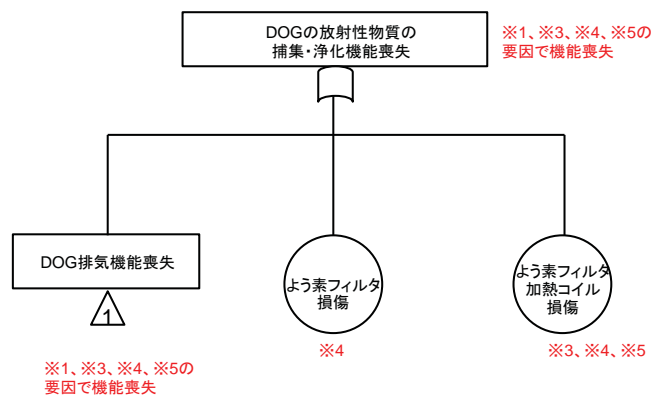 DOGの放射性物質の
捕集・浄化機能喪失
※1、※3、※4、※5の
要因で機能喪失
DOG排気機能喪失
1
※1、※3、※4、※5の
要因で機能喪失
よう素フィルタ
損傷
※4
よう素フィルタ
加熱コイル
損傷
※3、※4、※5